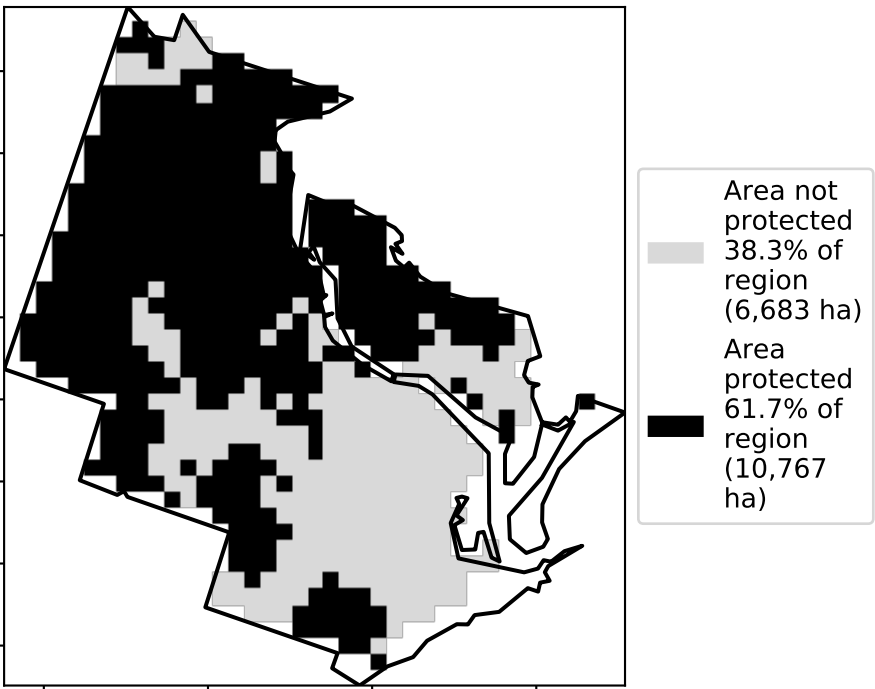 Area not
protected
38.3% of
region
(6,683 ha)
Area
protected
61.7% of
region
(10,767
ha)